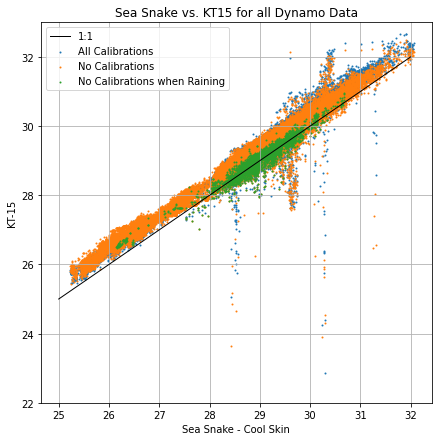 Sea Snake vs. KT15 for all Dynamo Data
1:1
All Calibrations
No Calibrations
No Calibrations when Raining
KT-15
32
30
28
26
24
22
25 26 27 28 29 30 31 32
Sea Snake - Cool Skin